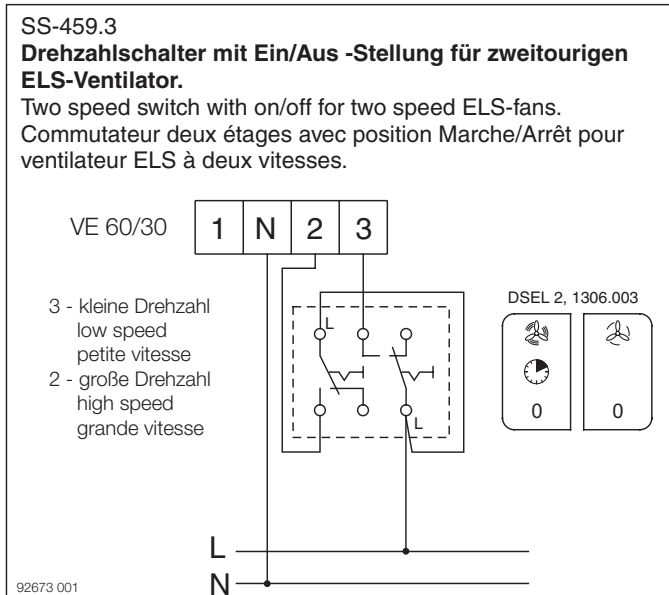 SS-459.3
Drehzahlschalter mit Ein/Aus -Stellung für zweitourigen
ELS-Ventilator.
Two speed switch with on/off for two speed ELS-fans.
Commutateur deux étages avec position Marche/Arrêt pour
ventilateur ELS à deux vitesses.
VE 60/30 1 N 2 3
3 - kleine Drehzahl
low speed
petite vitesse
2 - große Drehzahl
high speed
grande vitesse
L
L
DSEL 2, 1306.003
0 0
L
N
92673 001